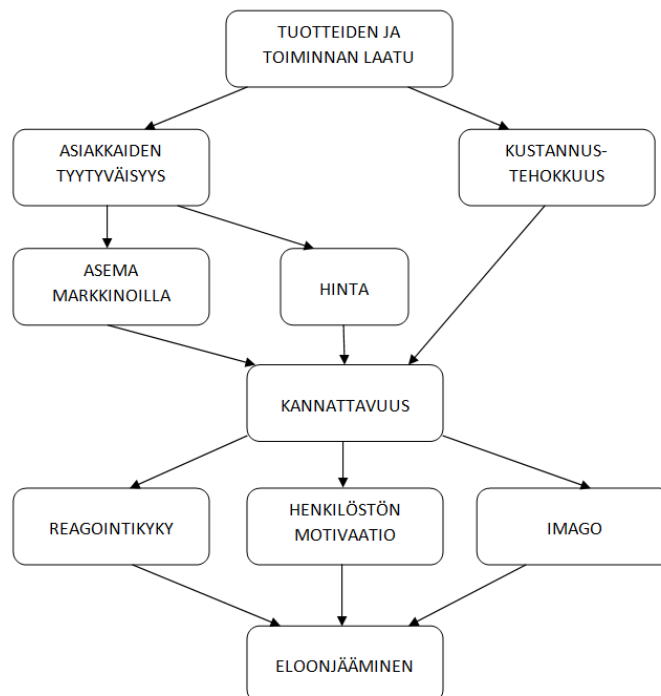 TUOTTEIDEN JA
TOIMINNAN LAATU
ASIAKKAIDEN
TYYTYVÄISYYS
KUSTANNUS-
TEHOKKUUS
ASEMA
MARKKINOILLA
HINTA
KANNATTAVUUS
REAGOINTIKYKY
HENKILÖSTÖN
MOTIVAATIO
IMAGO
ELOONJÄÄMINEN